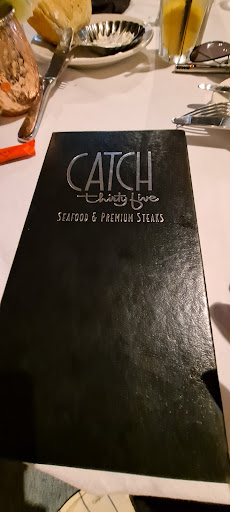 CATCH
thirty five
SEAFOOD & PREMIUM STEAKS